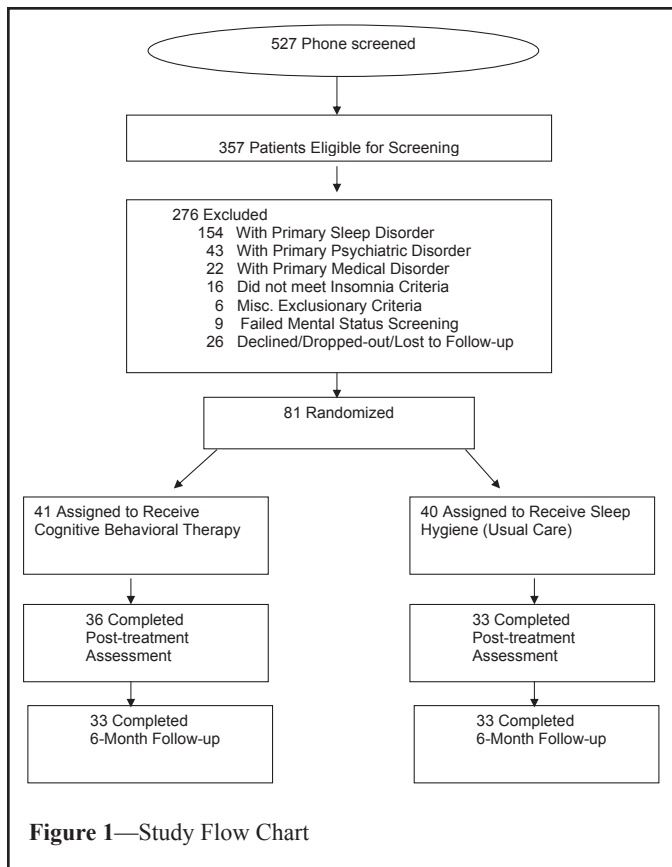 527 Phone screened
357 Patients Eligible for Screening
276 Excluded
154 With Primary Sleep Disorder
43 With Primary Psychiatric Disorder
22 With Primary Medical Disorder
16 Did not meet Insomnia Criteria
6 Misc. Exclusionary Criteria
9 Failed Mental Status Screening
26 Declined/Dropped-out/Lost to Follow-up
81 Randomized
41 Assigned to Receive
Cognitive Behavioral Therapy
40 Assigned to Receive Sleep
Hygiene (Usual Care)
36 Completed
Post-treatment
Assessment
33 Completed
Post-treatment
Assessment
33 Completed
6-Month Follow-up
33 Completed
6-Month Follow-up
Figure 1—Study Flow Chart